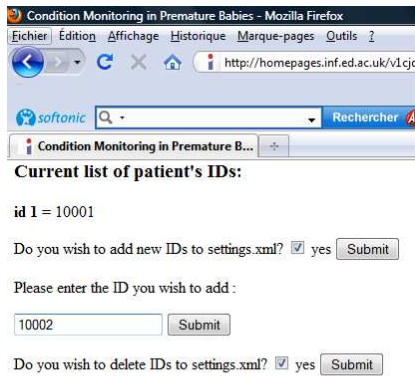 Condition Monitoring in Premature Babies - Mozilla Firefox
Fichier Édition Affichage Historique Marque-pages Outils ?
http://homepages.inf.ed.ac.uk/v1cjc
softonic Rechercher
Condition Monitoring in Premature B...
Current list of patient's IDs:
id 1 = 10001
Do you wish to add new IDs to settings.xml? yes Submit
Please enter the ID you wish to add :
10002 Submit
Do you wish to delete IDs to settings.xml? yes Submit